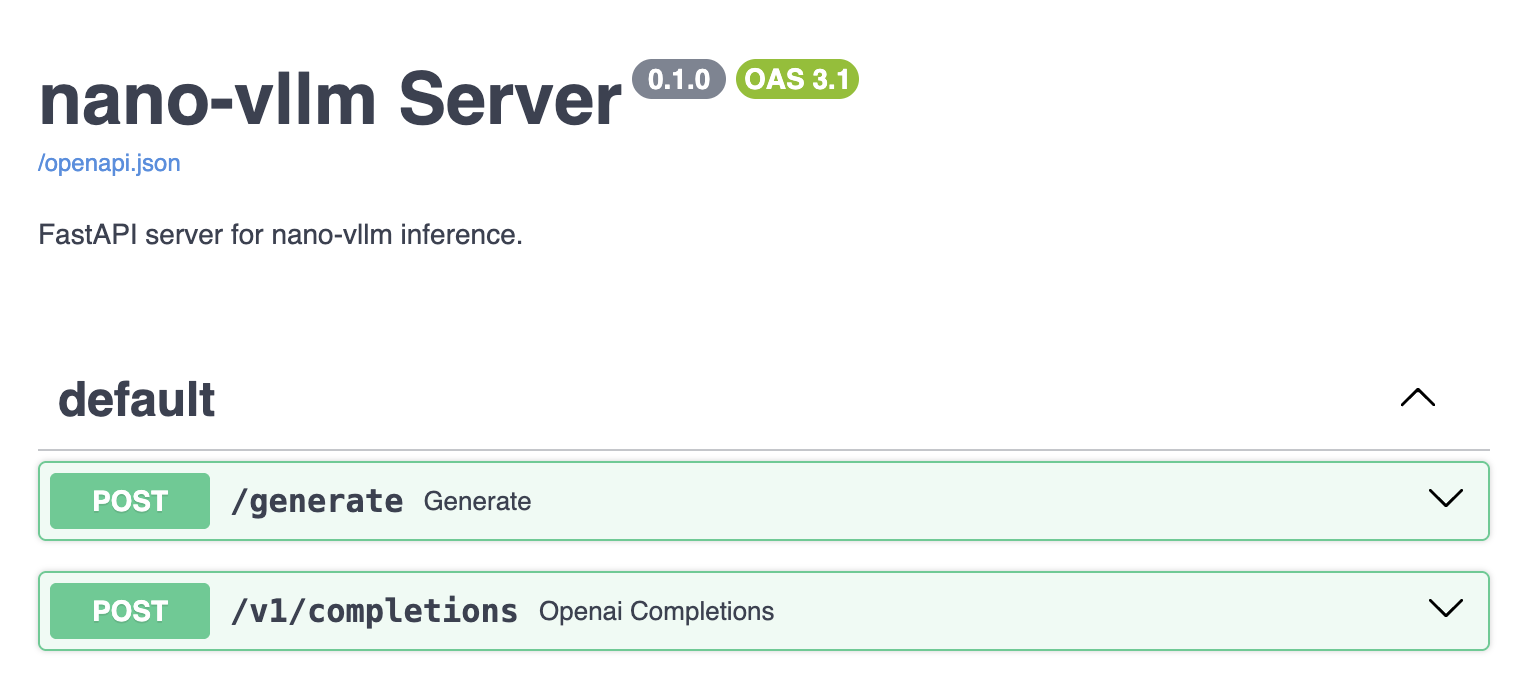 nano-vllm Server 0.1.0 OAS 3.1
/openapi.json
FastAPI server for nano-vllm inference.
default
POST /generate Generate
POST /v1/completions Openai Completions